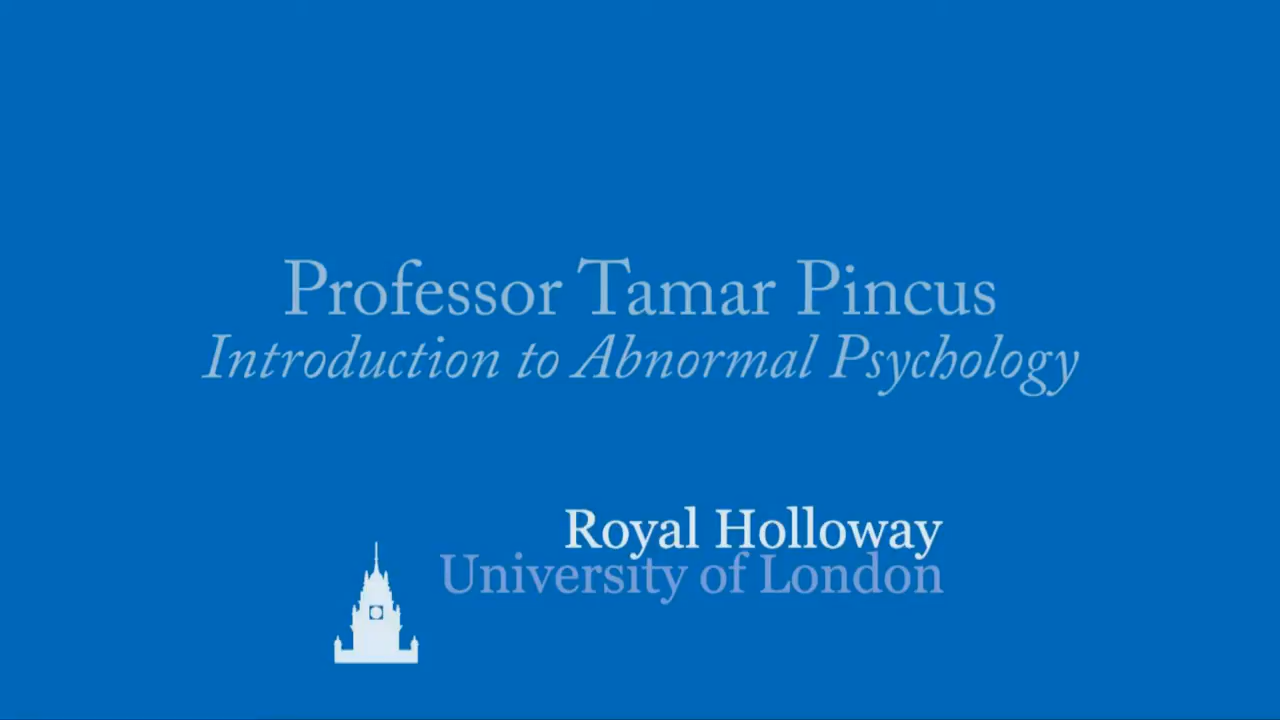 Professor Tamar Pincus
Introduction to Abnormal Psychology
Royal Holloway
University of London